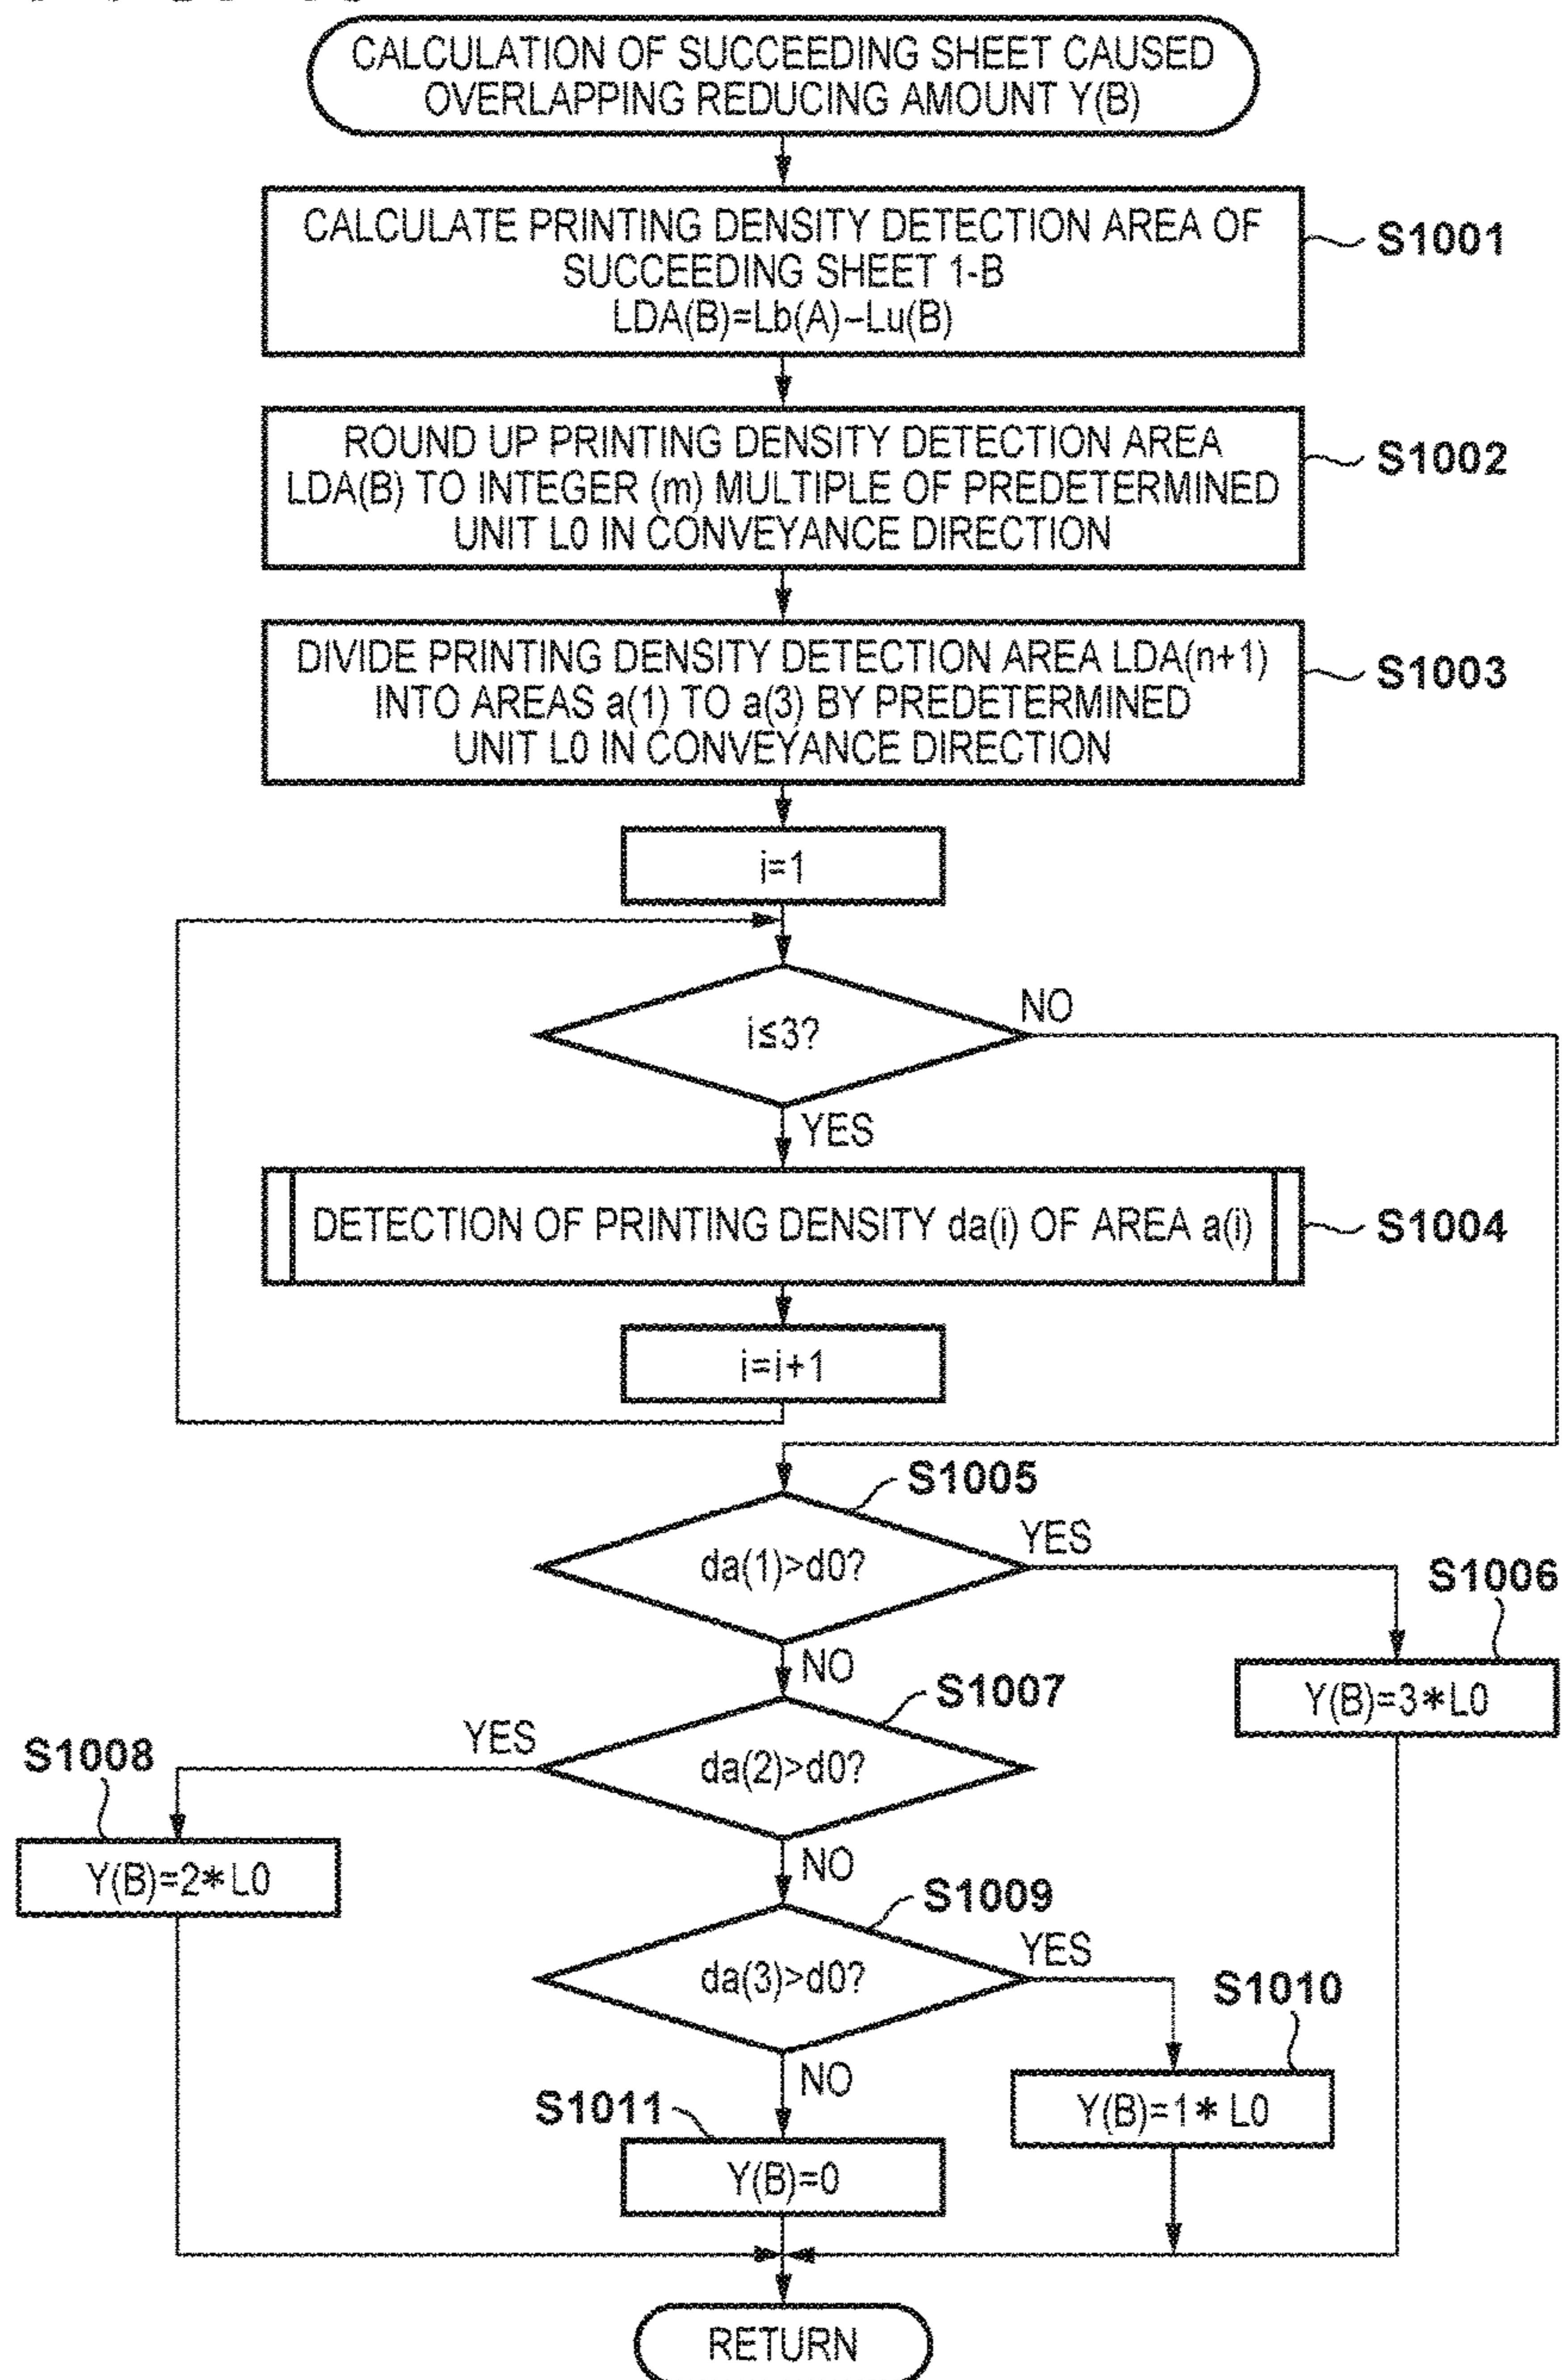 CALCULATION OF SUCCEEDING SHEET CAUSED
OVERLAPPING REDUCING AMOUNT Y(B)
CALCULATE PRINTING DENSITY DETECTION AREA OF
SUCCEEDING SHEET 1-B
LDA(B)=Lb(A)–Lu(B)
S1001
ROUND UP PRINTING DENSITY DETECTION AREA
LDA(B) TO INTEGER (m) MULTIPLE OF PREDETERMINED
UNIT L0 IN CONVEYANCE DIRECTION
S1002
DIVIDE PRINTING DENSITY DETECTION AREA LDA(n+1)
INTO AREAS a(1) TO a(3) BY PREDETERMINED
UNIT L0 IN CONVEYANCE DIRECTION
S1003
i=1
i≤3?
NO
YES
DETECTION OF PRINTING DENSITY da(i) OF AREA a(i)
S1004
i=i+1
S1005
da(1)>d0?
YES
NO
S1006
Y(B)=3*L0
S1007
da(2)>d0?
YES
NO
S1008
Y(B)=2*L0
S1009
da(3)>d0?
YES
NO
S1010
Y(B)=1* L0
S1011
Y(B)=0
RETURN